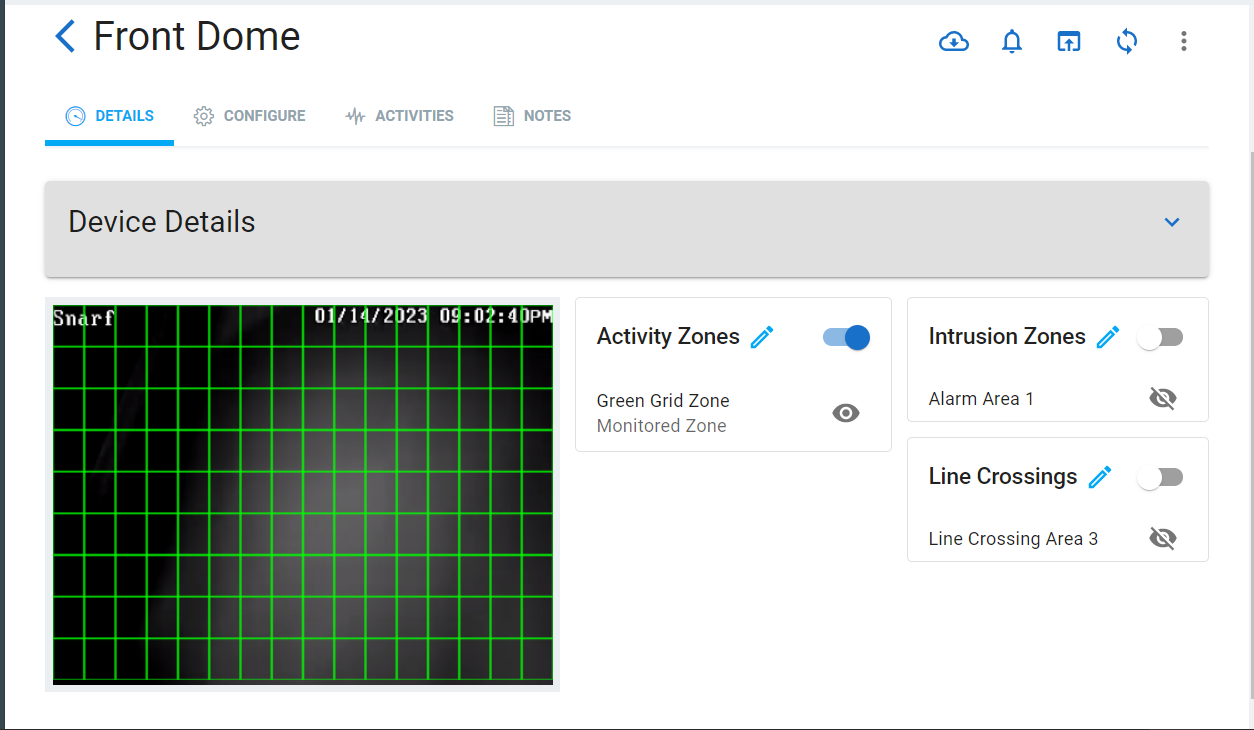 Front Dome
DETAILS
CONFIGURE
ACTIVITIES
NOTES
Device Details
Snarf
01/14/2023 09:02:40PM
Activity Zones
Green Grid Zone
Monitored Zone
Intrusion Zones
Alarm Area 1
Line Crossings
Line Crossing Area 3